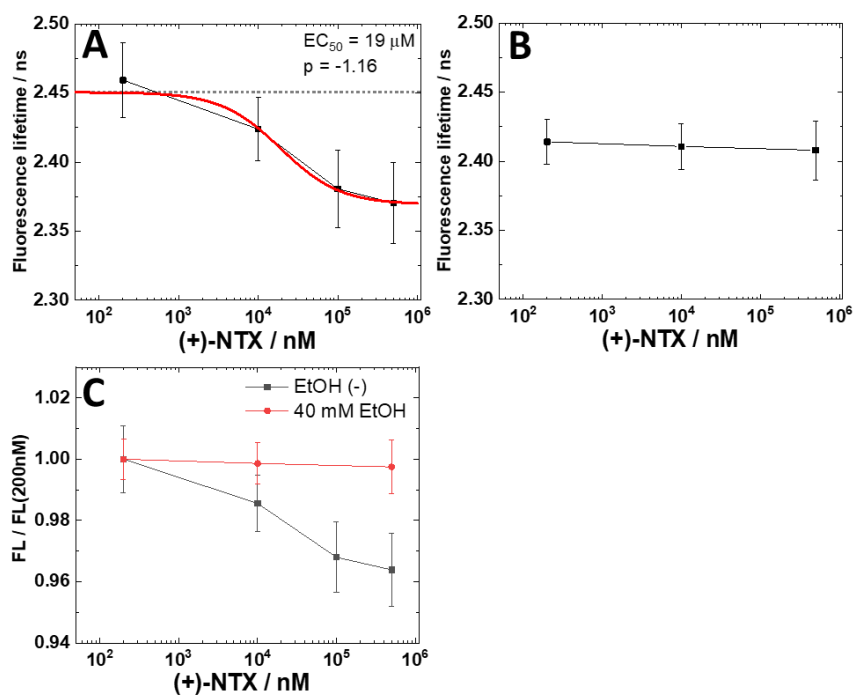 A
EC50 = 19 μM
p = -1.16
2.50
2.45
2.40
2.35
2.30
Fluorescence lifetime / ns
10^2 10^3 10^4 10^5 10^6
(+)-NTX / nM
B
2.50
2.45
2.40
2.35
2.30
Fluorescence lifetime / ns
10^2 10^3 10^4 10^5 10^6
(+)-NTX / nM
C
EtOH (-)
40 mM EtOH
1.02
1.00
0.98
0.96
0.94
FL / FL(200nM)
10^2 10^3 10^4 10^5 10^6
(+)-NTX / nM